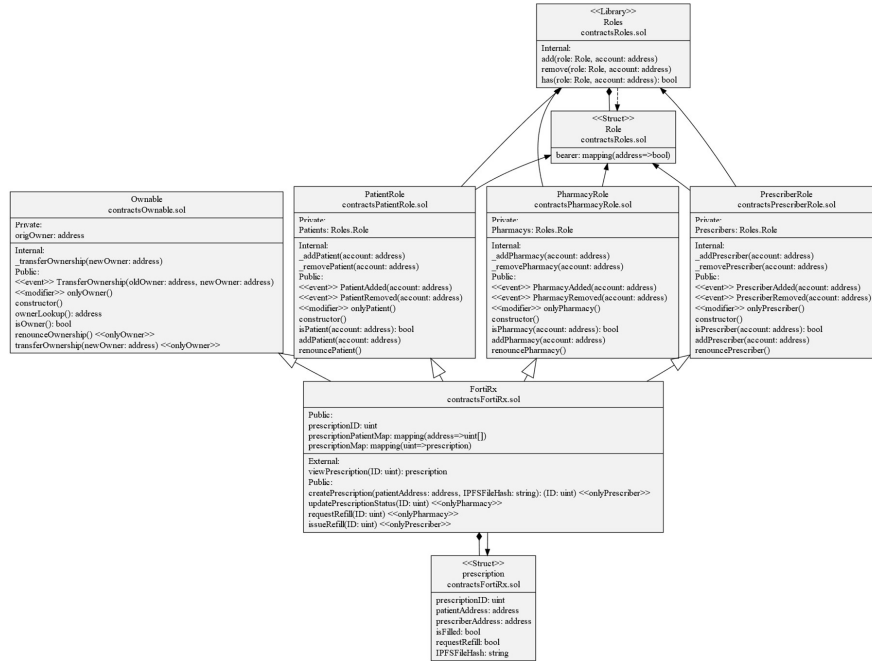 <<Library>>
Roles
contractsRoles.sol
Internal:
add(role: Role, account: address)
remove(role: Role, account: address)
has(role: Role, account: address): bool
<<Struct>>
Role
contractsRoles.sol
bearer: mapping(address=>bool)
Ownable
contractsOwnable.sol
Private:
origOwner: address
Internal:
_transferOwnership(newOwner: address)
Public:
<<event>> TransferOwnership(oldOwner: address, newOwner: address)
<<modifier>> onlyOwner()
constructor()
ownerLookup(): address
isOwner(): bool
renounceOwnership() <<onlyOwner>>
transferOwnership(newOwner: address) <<onlyOwner>>
PatientRole
contractsPatientRole.sol
Private:
Patients: Roles.Role
Internal:
_addPatient(account: address)
_removePatient(account: address)
Public:
<<event>> PatientAdded(account: address)
<<event>> PatientRemoved(account: address)
<<modifier>> onlyPatient()
constructor()
isPatient(account: address): bool
addPatient(account: address)
renouncePatient()
PharmacyRole
contractsPharmacyRole.sol
Private:
Pharmacys: Roles.Role
Internal:
_addPharmacy(account: address)
_removePharmacy(account: address)
Public:
<<event>> PharmacyAdded(account: address)
<<event>> PharmacyRemoved(account: address)
<<modifier>> onlyPharmacy()
constructor()
isPharmacy(account: address): bool
addPharmacy(account: address)
renouncePharmacy()
PrescriberRole
contractsPrescriberRole.sol
Private:
Prescribers: Roles.Role
Internal:
_addPrescriber(account: address)
_removePrescriber(account: address)
Public:
<<event>> PrescriberAdded(account: address)
<<event>> PrescriberRemoved(account: address)
<<modifier>> onlyPrescriber()
constructor()
isPrescriber(account: address): bool
addPrescriber(account: address)
renouncePrescriber()
FortiRx
contractsFortiRx.sol
Public:
prescriptionID: uint
prescriptionPatientMap: mapping(address=>uint[])
prescriptionMap: mapping(uint=>prescription)
External:
viewPrescription(ID: uint): prescription
Public:
createPrescription(patientAddress: address, IPFSFileHash: string): (ID: uint) <<onlyPrescriber>>
updatePrescriptionStatus(ID: uint) <<onlyPharmacy>>
requestRefill(ID: uint) <<onlyPharmacy>>
issueRefill(ID: uint) <<onlyPrescriber>>
<<Struct>>
prescription
contractsFortiRx.sol
prescriptionID: uint
patientAddress: address
prescriberAddress: address
isFilled: bool
requestRefill: bool
IPFSFileHash: string